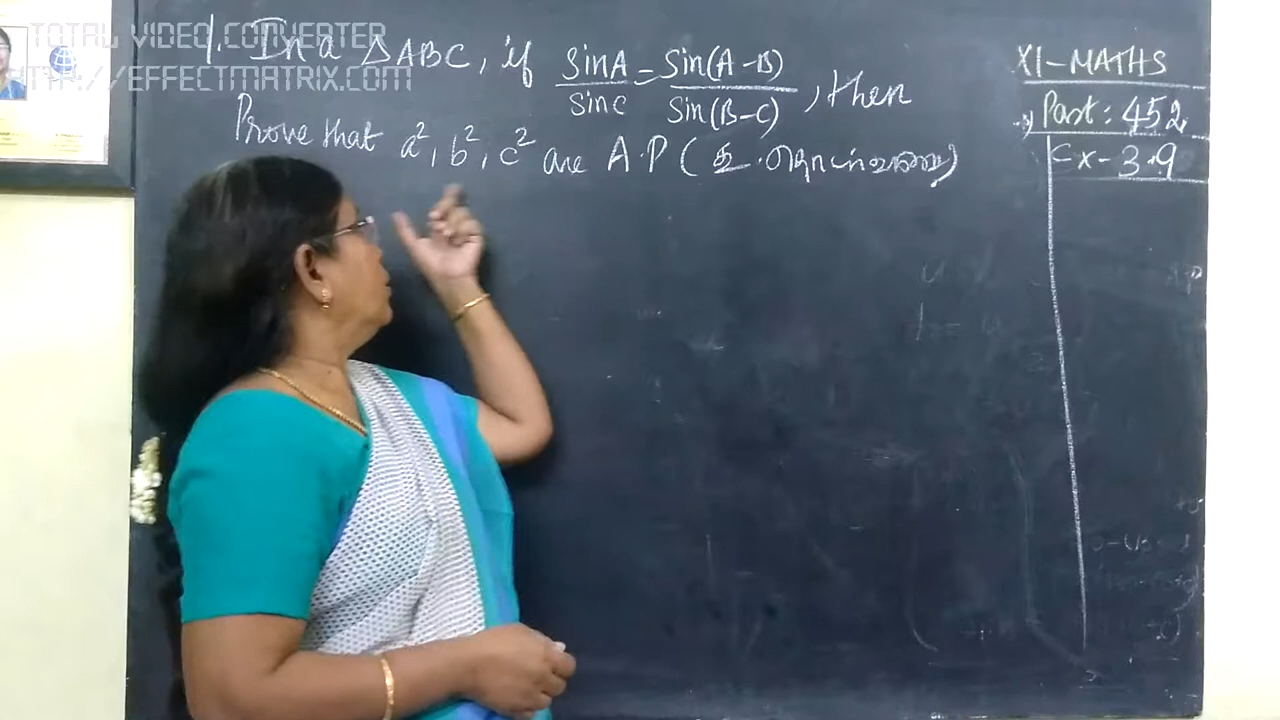 TOTAL VIDEO CONVERTER
HTTP://EFFECTMATRIX.COM
1. In a △ABC, if sinA/sinc = sin(A-B)/sin(B-C), then
Prove that a², b², c² are A.P (
XI-MATHS
Part: 452
Ex-3.9